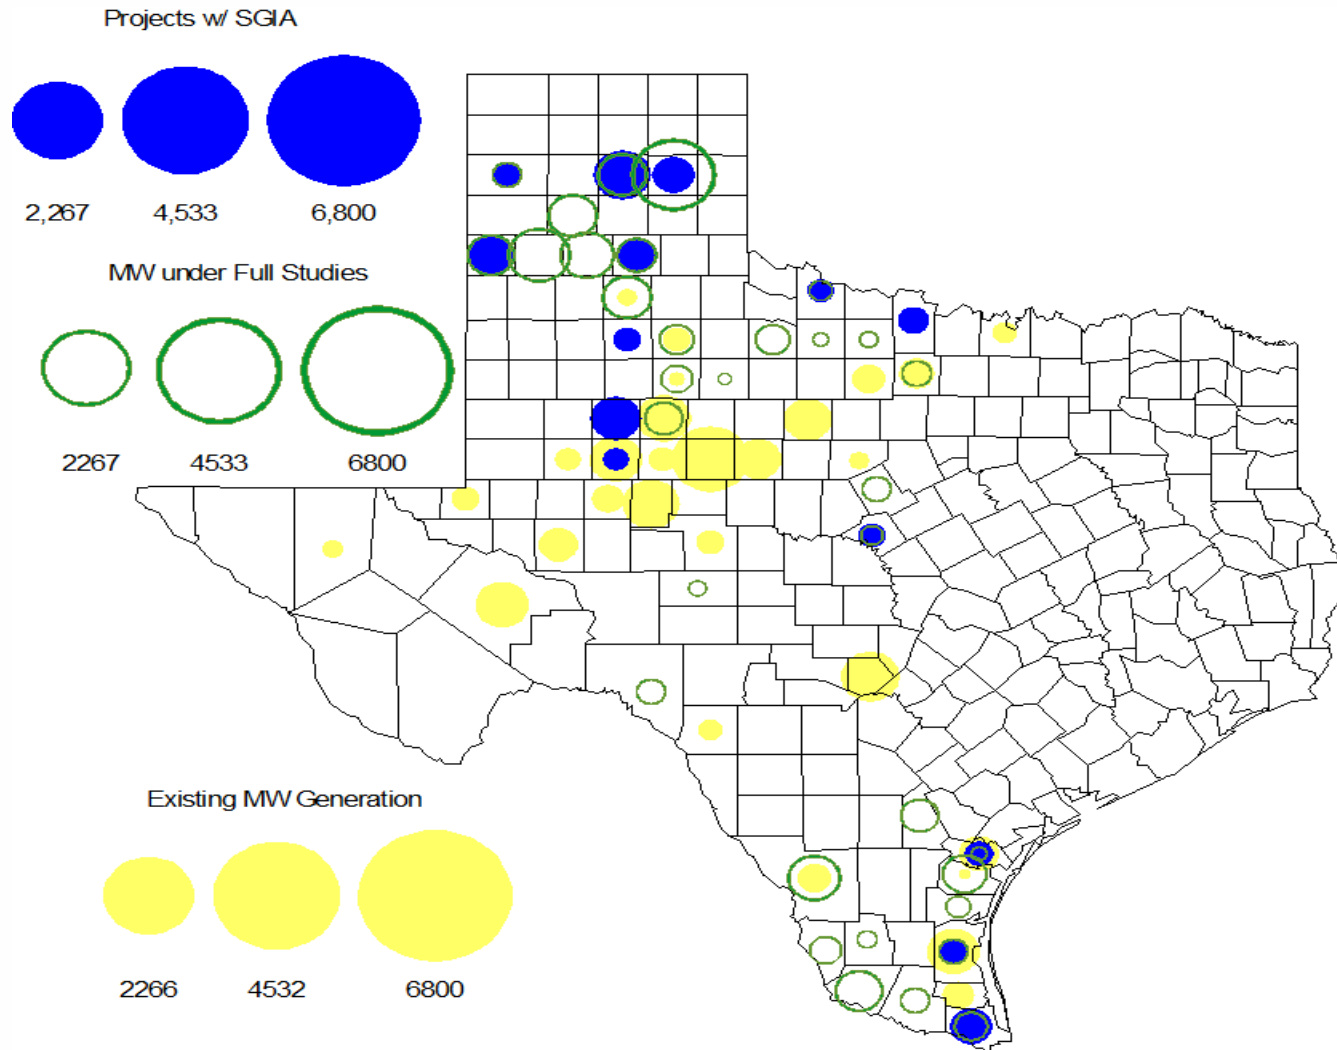 Projects w/ SGIA
2,267 4,533 6,800
MW under Full Studies
2267 4533 6800
Existing MW Generation
2266 4532 6800